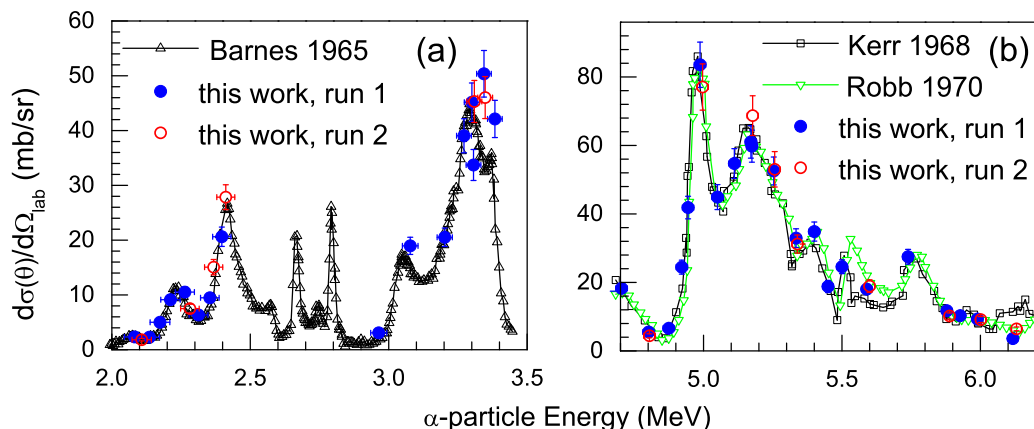 60
50
40
30
20
10
0
dσ(θ)/dΩlab (mb/sr)
Barnes 1965
(a)
this work, run 1
this work, run 2
2.0 2.5 3.0 3.5
80
60
40
20
0
Kerr 1968
Robb 1970
(b)
this work, run 1
this work, run 2
5.0 5.5 6.0
α-particle Energy (MeV)